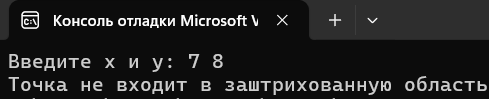 Консоль отладки Microsoft V
Введите x и y: 7 8
Точка не входит в заштрихованную область